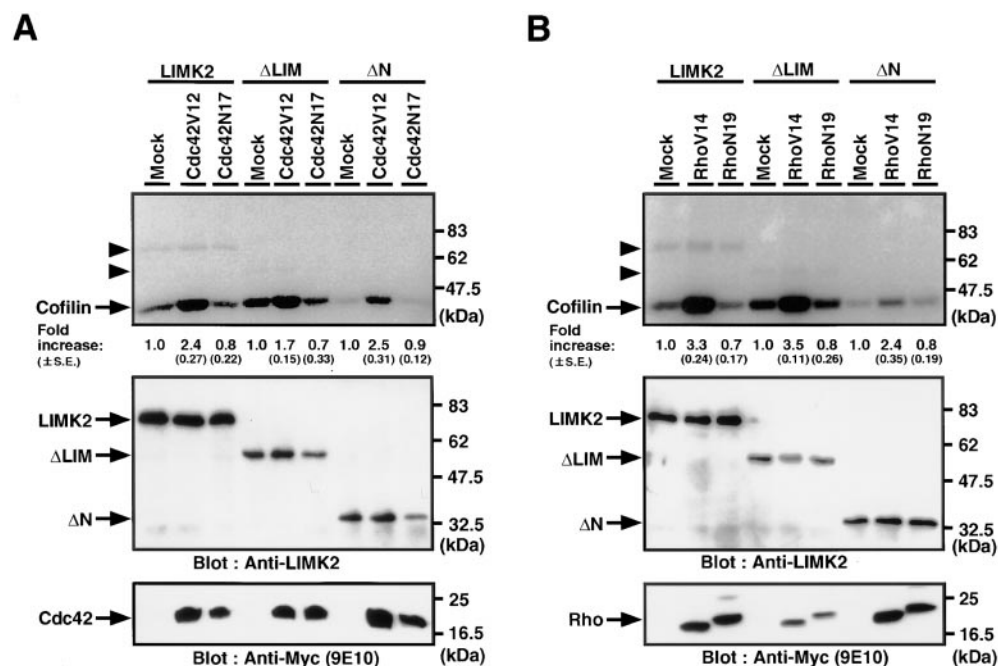 A
LIMK2 ΔLIM ΔN
Mock Cdc42V12 Cdc42N17 Mock Cdc42V12 Cdc42N17 Mock Cdc42V12 Cdc42N17
83
62
47.5
Cofilin (kDa)
Fold
increase: 1.0 2.4 0.8 1.0 1.7 0.7 1.0 2.5 0.9
(±S.E.) (0.27) (0.22) (0.15) (0.33) (0.31) (0.12)
83
LIMK2
62
ΔLIM
47.5
ΔN 32.5
(kDa)
Blot : Anti-LIMK2
25
Cdc42
16.5
(kDa)
Blot : Anti-Myc (9E10)
B
LIMK2 ΔLIM ΔN
Mock RhoV14 RhoN19 Mock RhoV14 RhoN19 Mock RhoV14 RhoN19
83
62
47.5
Cofilin (kDa)
Fold
increase: 1.0 3.3 0.7 1.0 3.5 0.8 1.0 2.4 0.8
(±S.E.) (0.24) (0.17) (0.11) (0.26) (0.35) (0.19)
83
LIMK2
62
ΔLIM
47.5
ΔN 32.5
(kDa)
Blot : Anti-LIMK2
25
Rho
16.5
(kDa)
Blot : Anti-Myc (9E10)